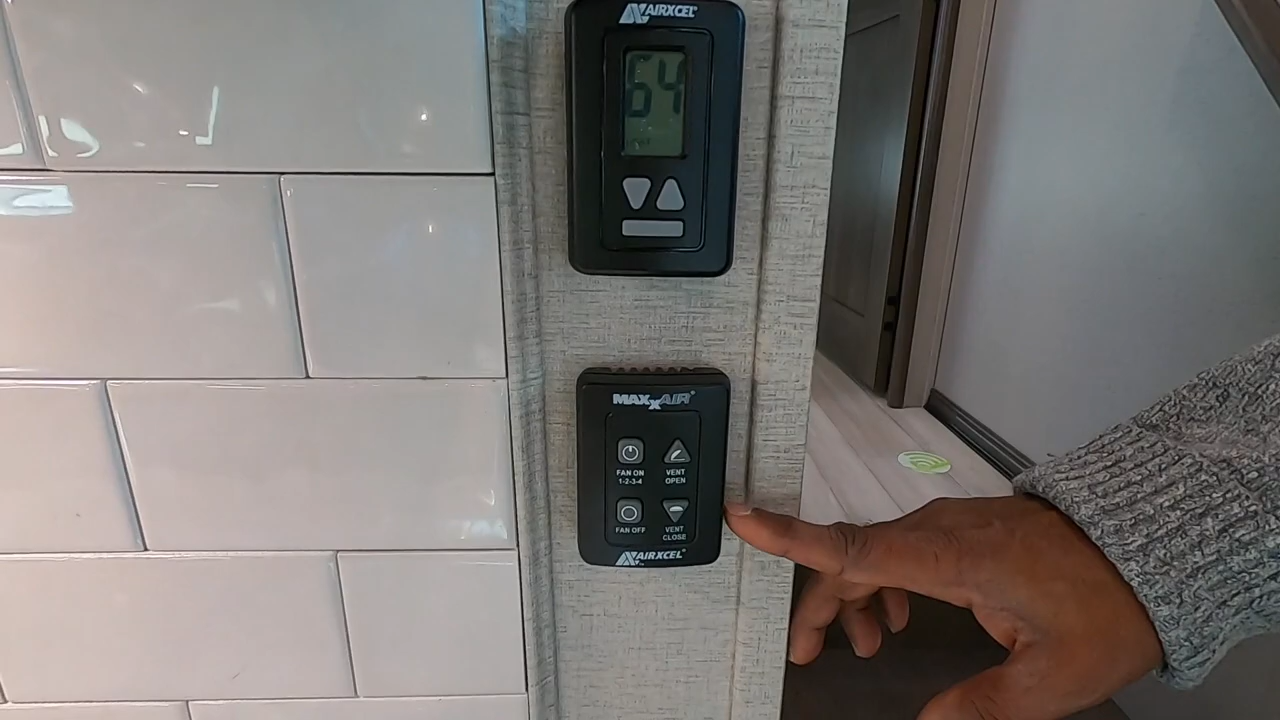 AIRXCEL
64
MAXXAIR
FAN ON
1-2-3-4
VENT
OPEN
FAN OFF
VENT
CLOSE
AIRXCEL